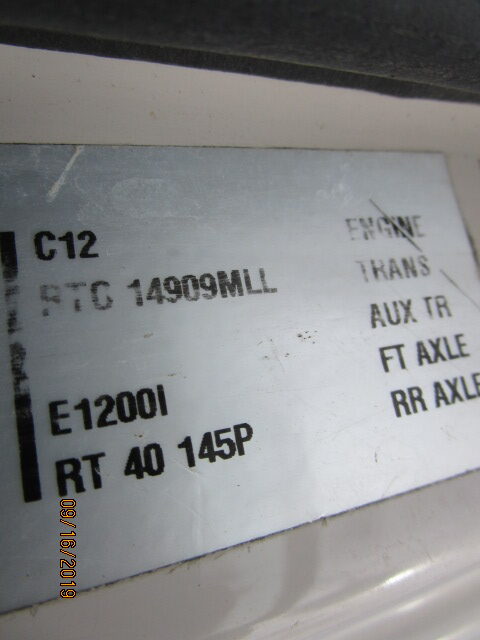 C12 ENGINE
RTC 14909MLL TRANS
AUX TR
E1200I FT AXLE
RT 40 145P RR AXLE
09/16/2019